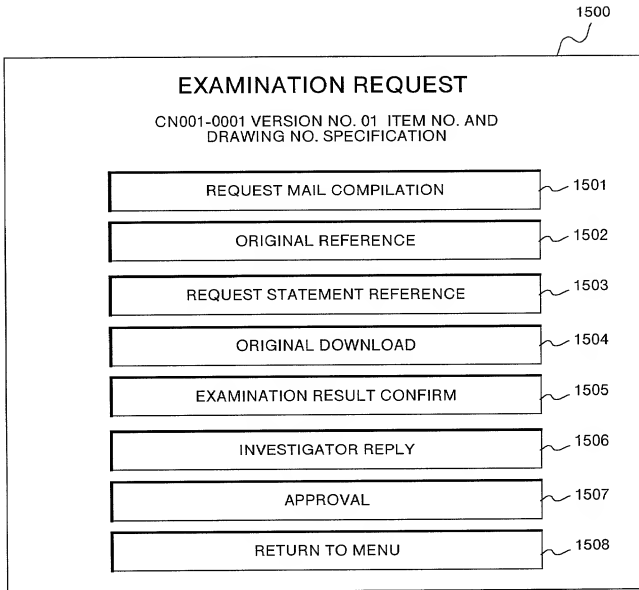 1500
EXAMINATION REQUEST
CN001-0001 VERSION NO. 01 ITEM NO. AND
DRAWING NO. SPECIFICATION
REQUEST MAIL COMPILATION 1501
ORIGINAL REFERENCE 1502
REQUEST STATEMENT REFERENCE 1503
ORIGINAL DOWNLOAD 1504
EXAMINATION RESULT CONFIRM 1505
INVESTIGATOR REPLY 1506
APPROVAL 1507
RETURN TO MENU 1508